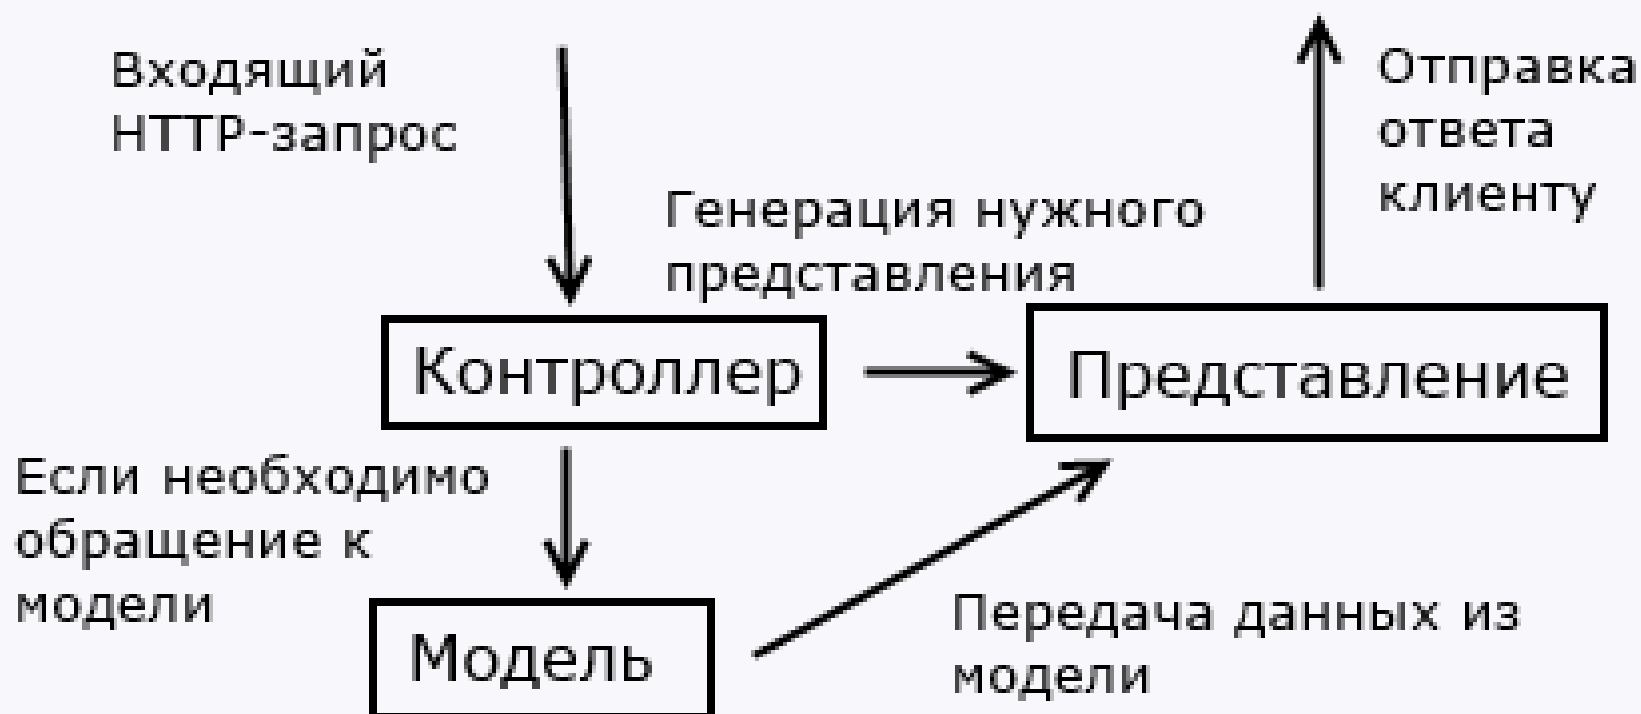 Входящий
HTTP-запрос
Отправка
ответа
клиенту
Генерация нужного
представления
Контроллер
Представление
Если необходимо
обращение к
модели
Модель
Передача данных из
модели